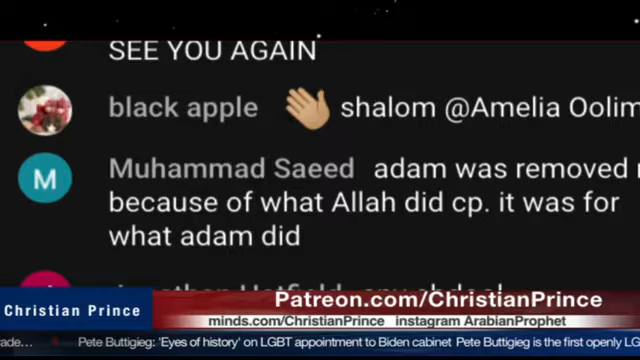 SEE YOU AGAIN
black apple 👋 shalom @Amelia Oolim
Muhammad Saeed adam was removed n
because of what Allah did cp. it was for
what adam did
Christian Prince
Patreon.com/ChristianPrince
minds.com/ChristianPrince instagram ArabianProphet
rade... Pete Buttigieg: 'Eyes of history' on LGBT appointment to Biden cabinet Pete Buttigieg is the first openly LG